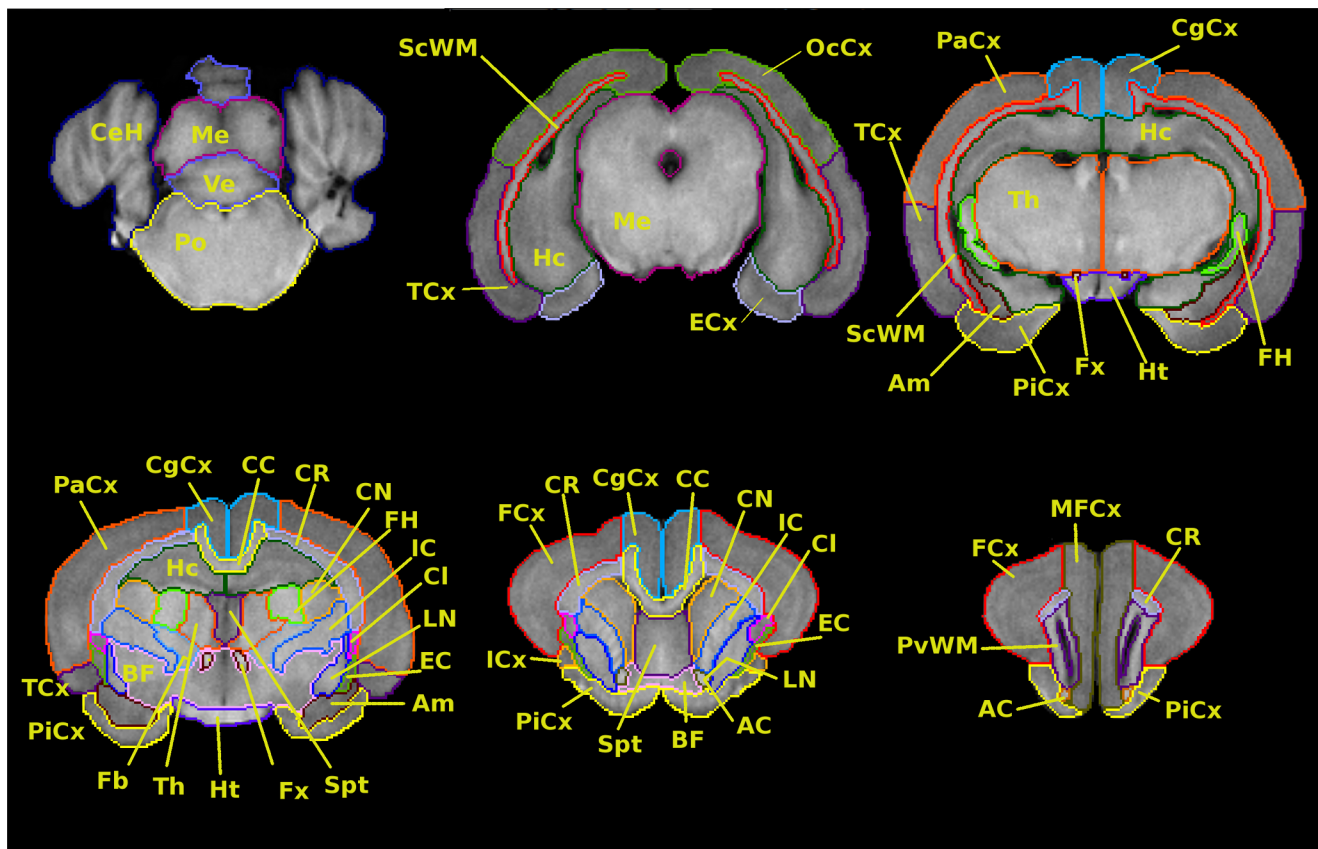 CeH
Me
Ve
Po
ScWM
OcCx
Me
Hc
TCx
ECx
PaCx
CgCx
TCx
Hc
Th
ScWM
Am
PiCx
Fx
Ht
FH
PaCx
CgCx
CC
CR
CN
FH
IC
CI
LN
EC
Am
Hc
BF
TCx
PiCx
Fb
Th
Ht
Fx
Spt
FCx
CR
CgCx
CC
CN
IC
CI
EC
LN
ICx
PiCx
Spt
BF
AC
MFCx
FCx
CR
PvWM
AC
PiCx